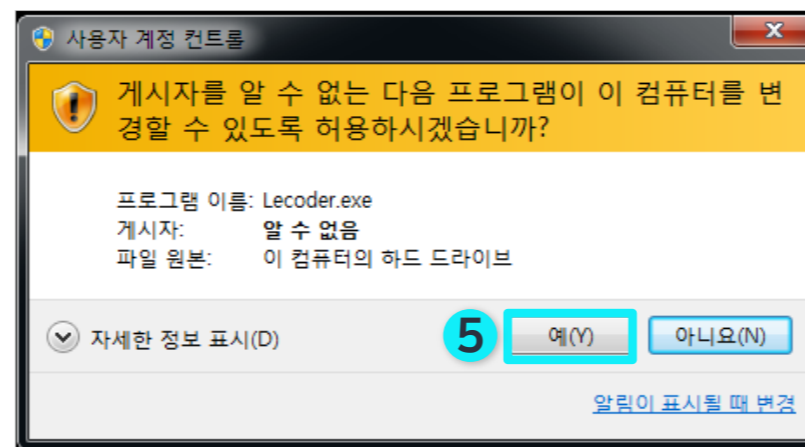 사용자 계정 컨트롤
게시자를 알 수 없는 다음 프로그램이 이 컴퓨터를 변
경할 수 있도록 허용하시겠습니까?
프로그램 이름: Lecoder.exe
게시자: 알 수 없음
파일 원본: 이 컴퓨터의 하드 드라이브
자세한 정보 표시(D) 5 예(Y) 아니요(N)
알림이 표시될 때 변경